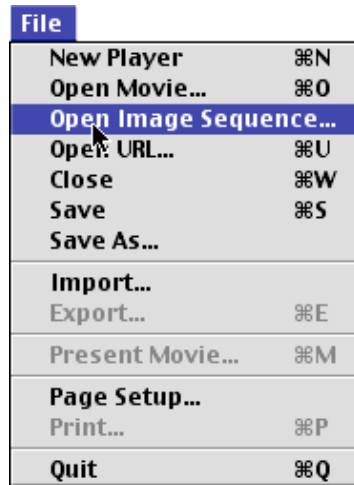 File
New Player ⌘N
Open Movie... ⌘O
Open Image Sequence...
Open URL... ⌘U
Close ⌘W
Save ⌘S
Save As...
Import...
Export... ⌘E
Present Movie... ⌘M
Page Setup...
Print... ⌘P
Quit ⌘Q